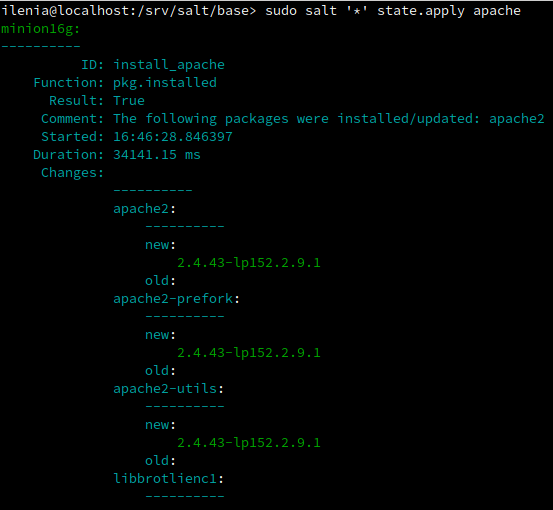 ilenia@localhost:/srv/salt/base> sudo salt '*' state.apply apache
minion16g:
----------
          ID: install_apache
    Function: pkg.installed
      Result: True
     Comment: The following packages were installed/updated: apache2
     Started: 16:46:28.846397
    Duration: 34141.15 ms
     Changes:
              ----------
              apache2:
                  ----------
                  new:
                      2.4.43-lp152.2.9.1
                  old:
              apache2-prefork:
                  ----------
                  new:
                      2.4.43-lp152.2.9.1
                  old:
              apache2-utils:
                  ----------
                  new:
                      2.4.43-lp152.2.9.1
                  old:
              libbrotlienc1:
                  ----------